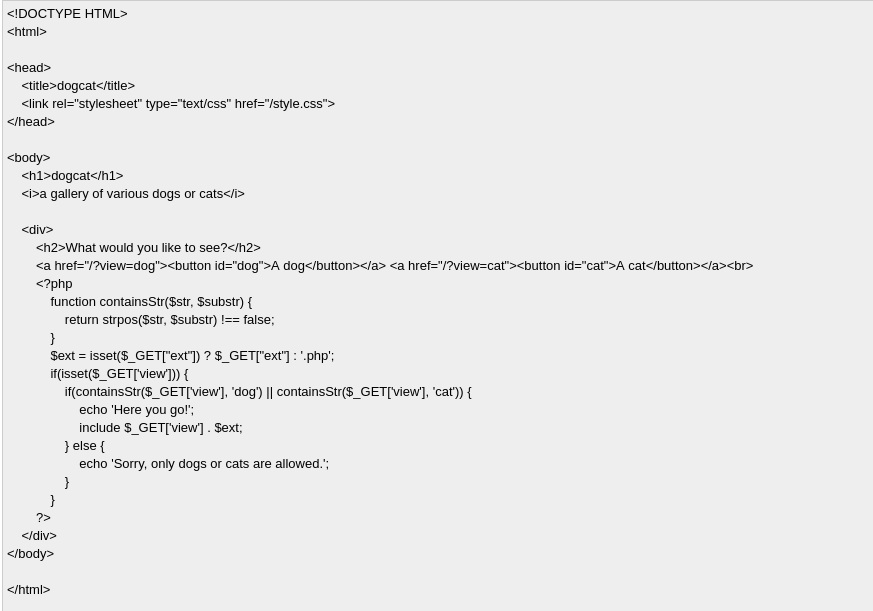 <!DOCTYPE HTML>
<html>

<head>
    <title>dogcat</title>
    <link rel="stylesheet" type="text/css" href="/style.css">
</head>

<body>
    <h1>dogcat</h1>
    <i>a gallery of various dogs or cats</i>

    <div>
        <h2>What would you like to see?</h2>
        <a href="/?view=dog"><button id="dog">A dog</button></a> <a href="/?view=cat"><button id="cat">A cat</button></a><br>
        <?php
            function containsStr($str, $substr) {
                return strpos($str, $substr) !== false;
            }
            $ext = isset($_GET["ext"]) ? $_GET["ext"] : '.php';
            if(isset($_GET['view'])) {
                if(containsStr($_GET['view'], 'dog') || containsStr($_GET['view'], 'cat')) {
                    echo 'Here you go!';
                    include $_GET['view'] . $ext;
                } else {
                    echo 'Sorry, only dogs or cats are allowed.';
                }
            }
        ?>
    </div>
</body>

</html>